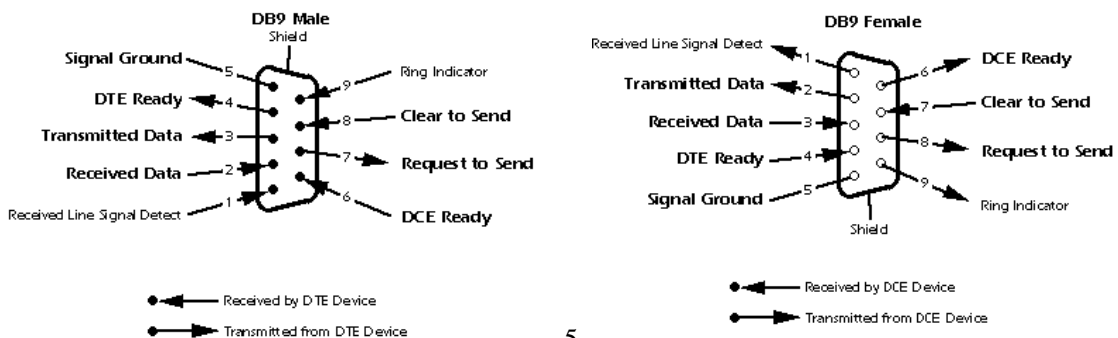 DB9 Male
Shield
Signal Ground
5
9
Ring Indicator
DTE Ready
4
8
Clear to Send
Transmitted Data
3
7
Request to Send
Received Data
2
6
DCE Ready
Received Line Signal Detect
1
Received by DTE Device
Transmitted from DTE Device
DB9 Female
Received Line Signal Detect
1
6
DCE Ready
Transmitted Data
2
7
Clear to Send
Received Data
3
8
Request to Send
DTE Ready
4
9
Ring Indicator
Signal Ground
5
Shield
Received by DCE Device
Transmitted from DCE Device
5